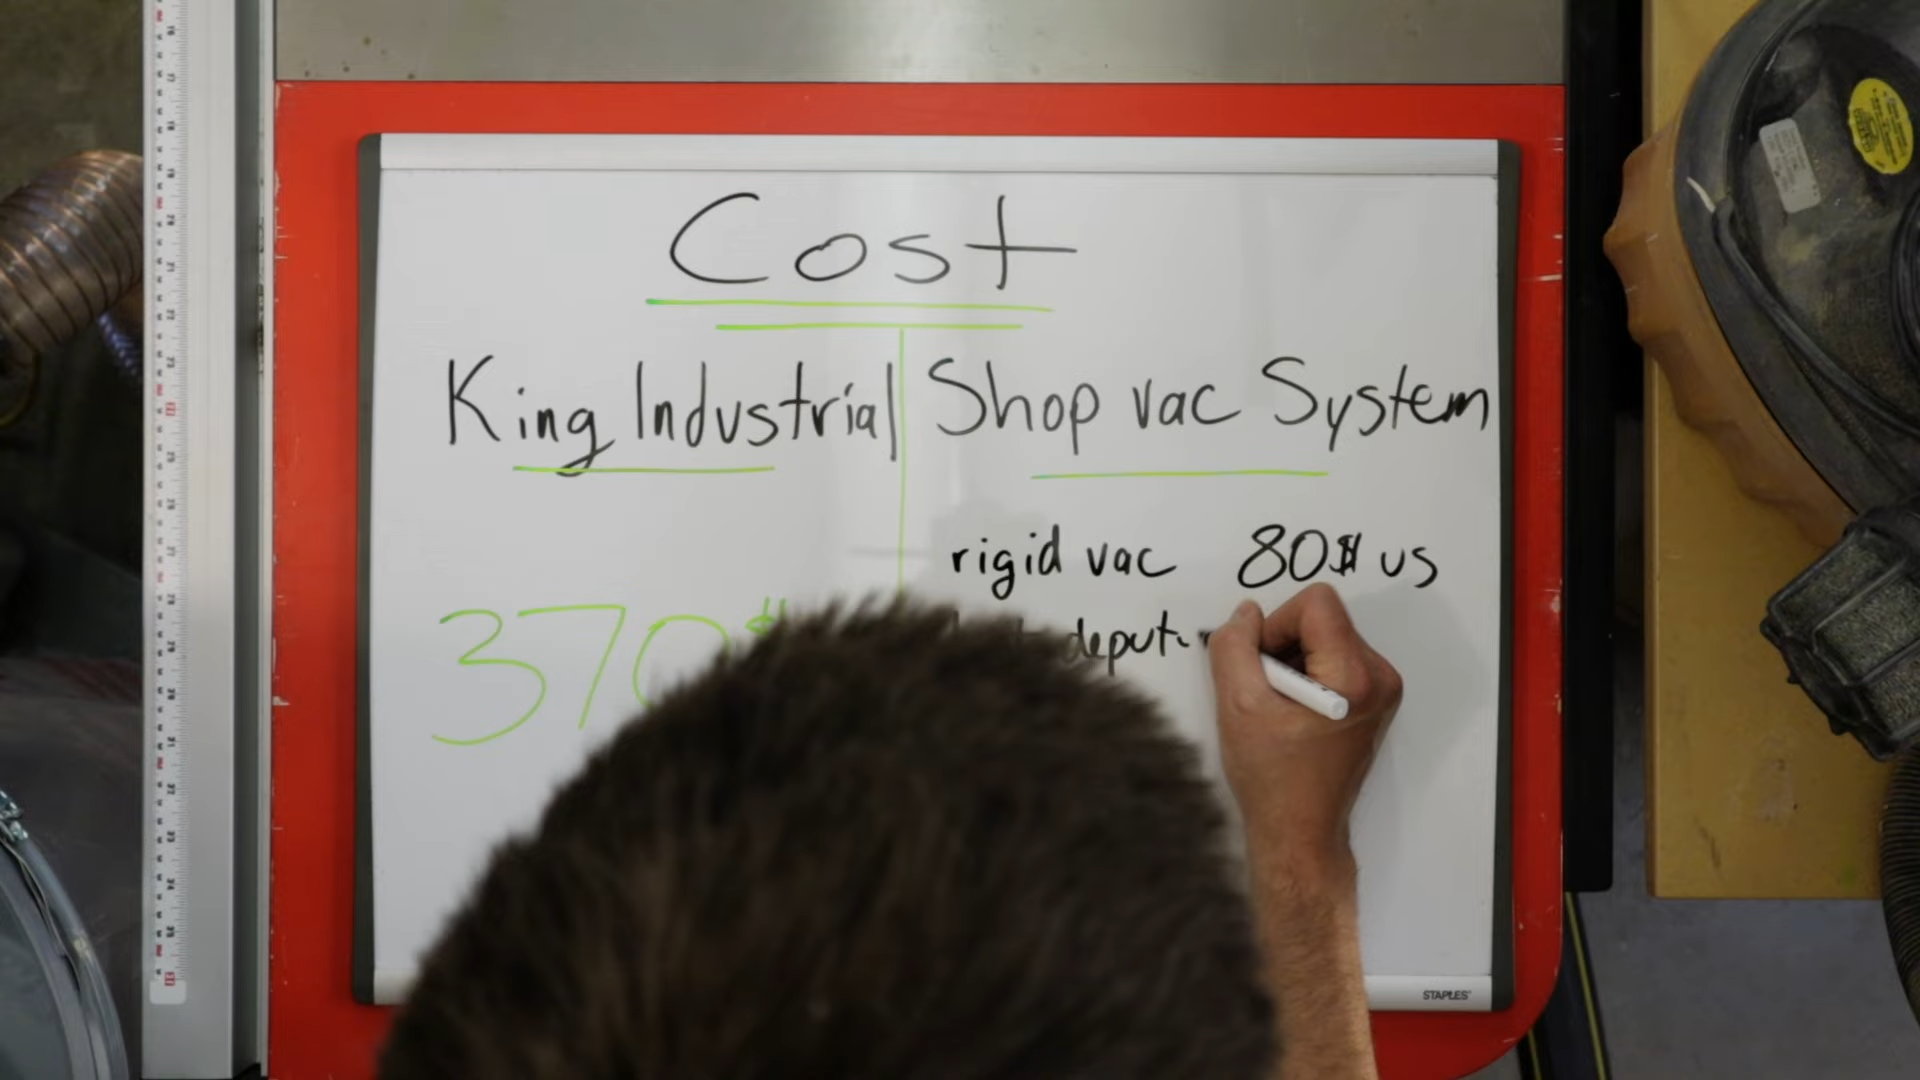 Cost
King Industrial
Shop vac System
rigid vac 80$ us
370$
STAPLES